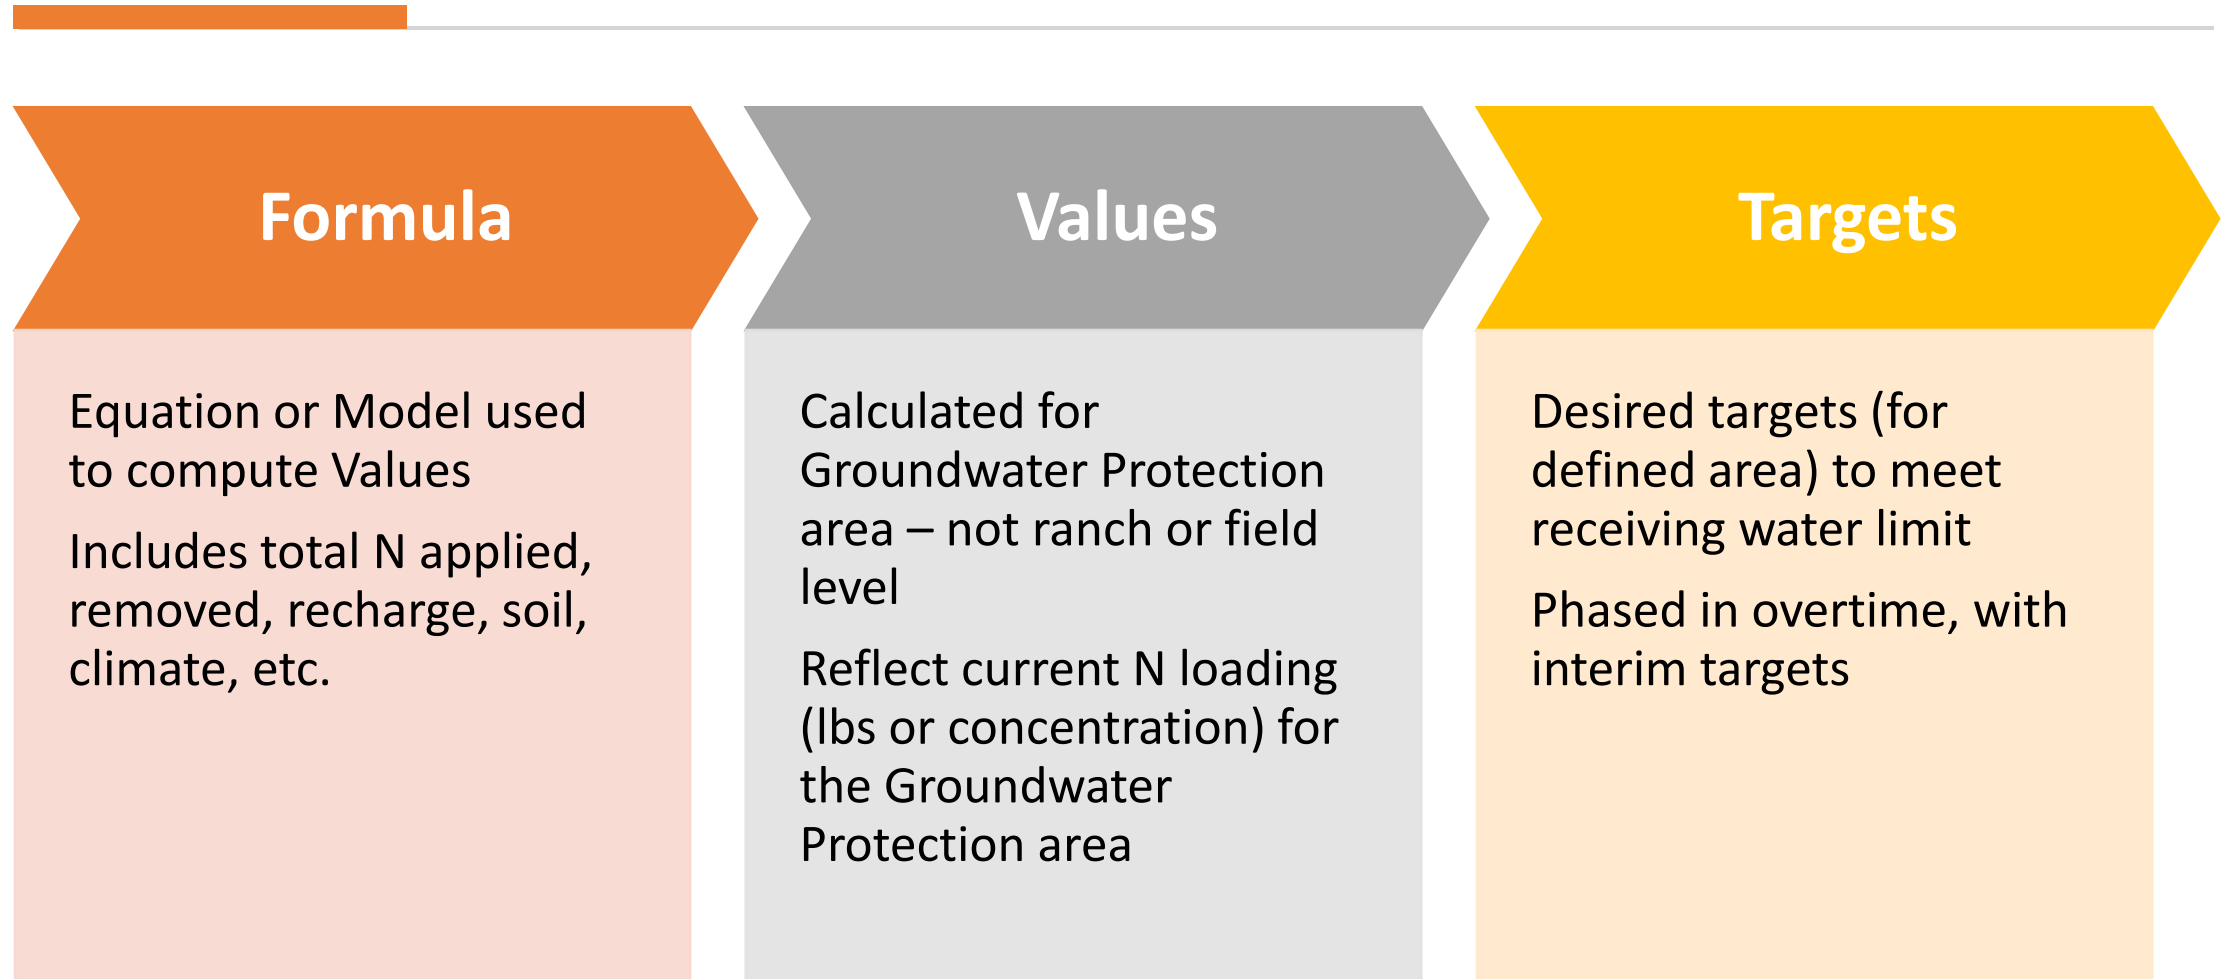 Formula
Equation or Model used
to compute Values
Includes total N applied,
removed, recharge, soil,
climate, etc.
Values
Calculated for
Groundwater Protection
area – not ranch or field
level
Reflect current N loading
(lbs or concentration) for
the Groundwater
Protection area
Targets
Desired targets (for
defined area) to meet
receiving water limit
Phased in overtime, with
interim targets